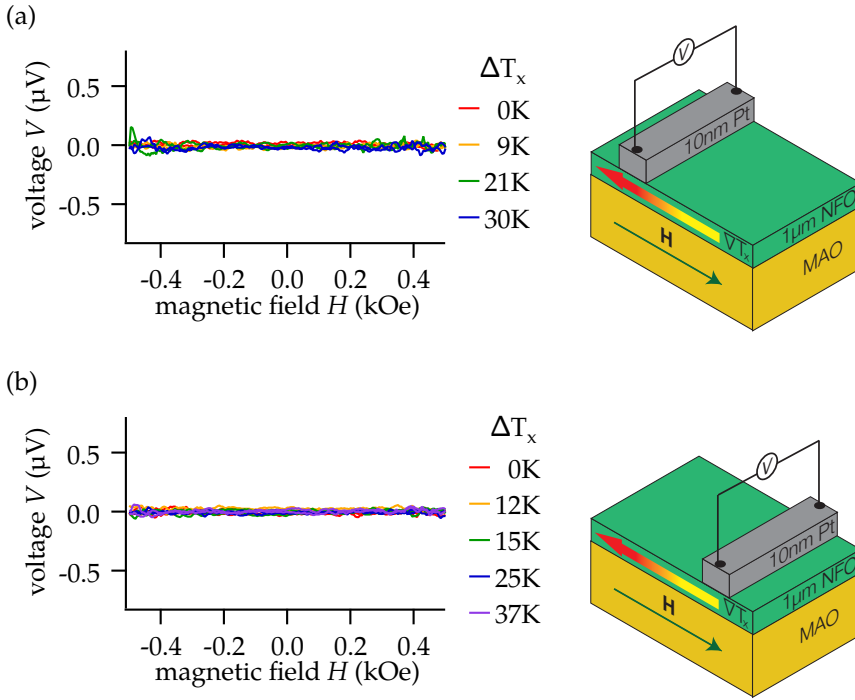 (a)
voltage V (µV)
0.5
0.0
-0.5
-0.4 -0.2 0.0 0.2 0.4
magnetic field H (kOe)
ΔTx
0K
9K
21K
30K
V
10nm Pt
1µm NFO
∇Tx
H
MAO
(b)
voltage V (µV)
0.5
0.0
-0.5
-0.4 -0.2 0.0 0.2 0.4
magnetic field H (kOe)
ΔTx
0K
12K
15K
25K
37K
V
10nm Pt
1µm NFO
∇Tx
H
MAO